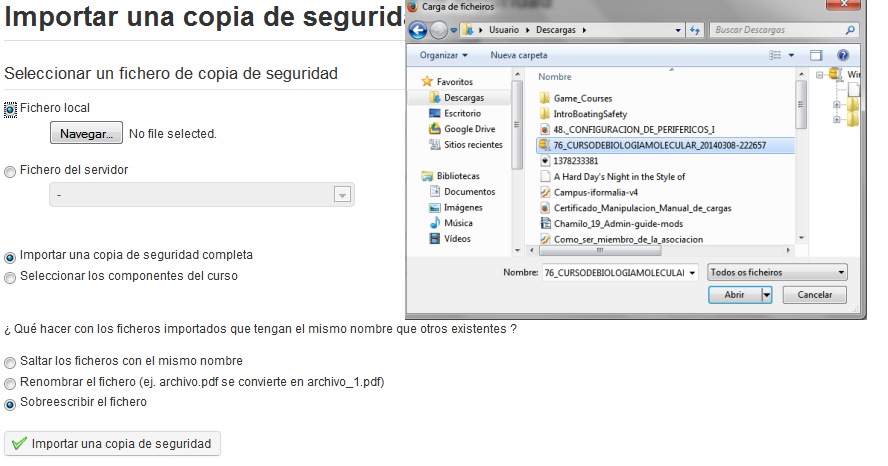 Importar una copia de segurida
Seleccionar un fichero de copia de seguridad
Fichero local
Navegar... No file selected.
Fichero del servidor
-
Importar una copia de seguridad completa
Seleccionar los componentes del curso
¿ Qué hacer con los ficheros importados que tengan el mismo nombre que otros existentes ?
Saltar los ficheros con el mismo nombre
Renombrar el fichero (ej. archivo.pdf se convierte en archivo_1.pdf)
Sobreescribir el fichero
Importar una copia de seguridad
Carga de ficheiros
Usuario Descargas
Buscar Descargas
Organizar Nueva carpeta
Favoritos
Descargas
Escritorio
Google Drive
Sitios recientes
Bibliotecas
Documentos
Imágenes
Música
Vídeos
Nombre
Game_Courses
IntroBoatingSafety
48._CONFIGURACION_DE_PERIFERICOS_I
76_CURSODEBIOLOGIAMOLECULAR_20140308-222657
1378233381
A Hard Day's Night in the Style of
Campus-iformalia-v4
Certificado_Manipulacion_Manual_de_cargas
Chamilo_19_Admin-guide-mods
Como_ser_miembro_de_la_asociacion
Nombre: 76_CURSODEBIOLOGIAMOLECULAI
Todos os ficheiros
Abrir Cancelar